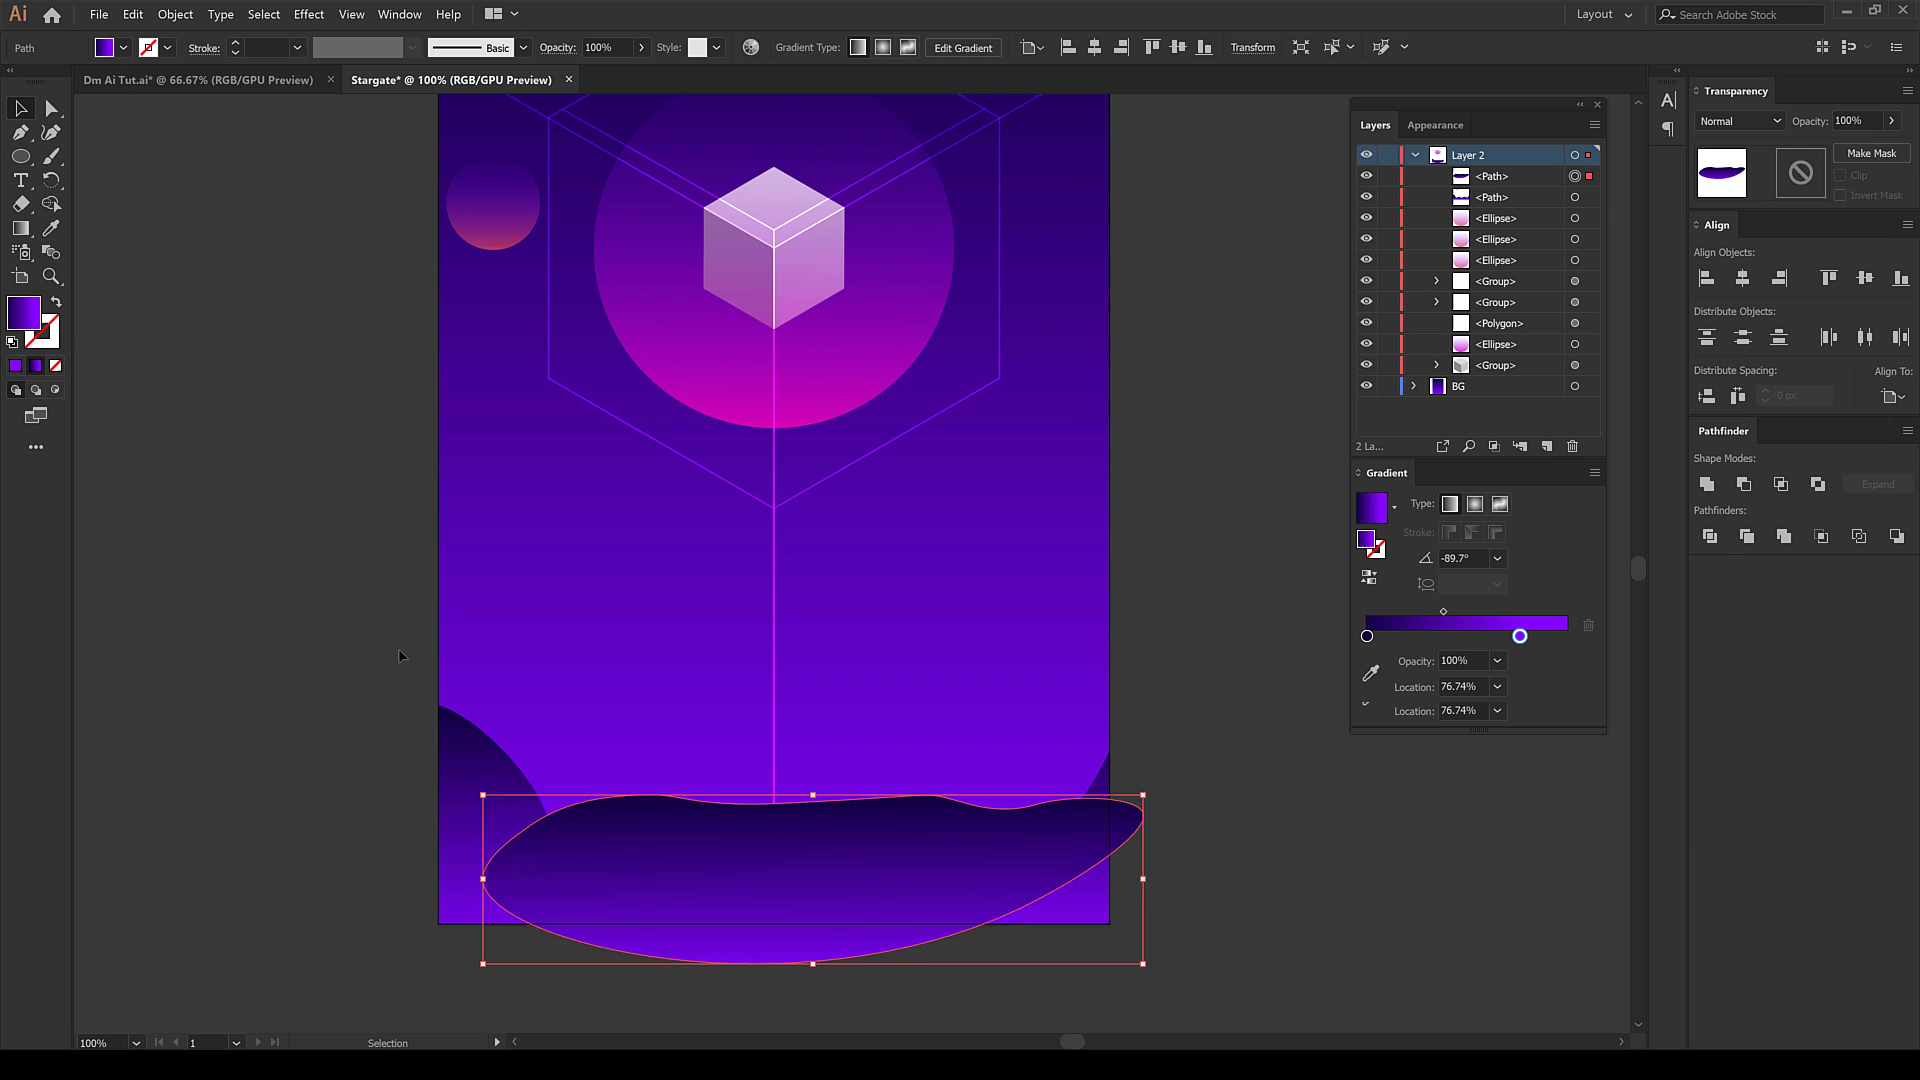 Ai File Edit Object Type Select Effect View Window Help Layout Search Adobe Stock
Path Stroke: Basic Opacity: 100% Style: Gradient Type: Edit Gradient Transform
Dm Ai Tut.ai* @ 66.67% (RGB/GPU Preview) × Stargate* @ 100% (RGB/GPU Preview) ×
Layers Appearance
Layer 2
<Path>
<Path>
<Ellipse>
<Ellipse>
<Ellipse>
<Group>
<Group>
<Polygon>
<Ellipse>
<Group>
BG
2 La...
Gradient
Type:
Stroke:
-89.7°
Opacity: 100%
Location: 76.74%
Location: 76.74%
Transparency
Normal Opacity: 100%
Make Mask
Clip
Invert Mask
Align
Align Objects:
Distribute Objects:
Distribute Spacing: Align To:
0 px
Pathfinder
Shape Modes:
Expand
Pathfinders:
100% 1 Selection